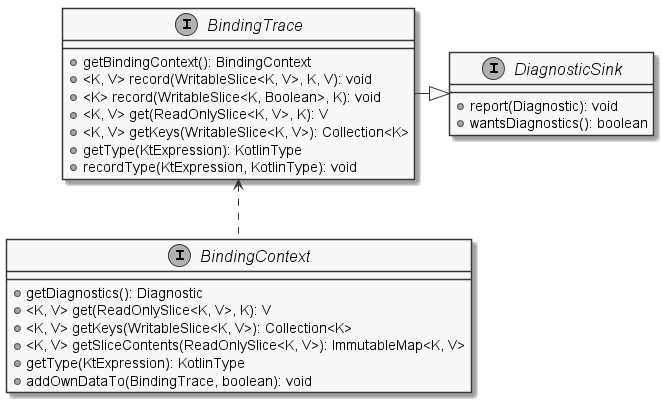 I BindingTrace
getBindingContext(): BindingContext
<K, V> record(WritableSlice<K, V>, K, V): void
<K> record(WritableSlice<K, Boolean>, K): void
<K, V> get(ReadOnlySlice<K, V>, K): V
<K, V> getKeys(WritableSlice<K, V>): Collection<K>
getType(KtExpression): KotlinType
recordType(KtExpression, KotlinType): void
I DiagnosticSink
report(Diagnostic): void
wantsDiagnostics(): boolean
I BindingContext
getDiagnostics(): Diagnostic
<K, V> get(ReadOnlySlice<K, V>, K): V
<K, V> getKeys(WritableSlice<K, V>): Collection<K>
<K, V> getSliceContents(ReadOnlySlice<K, V>): ImmutableMap<K, V>
getType(KtExpression): KotlinType
addOwnDataTo(BindingTrace, boolean): void